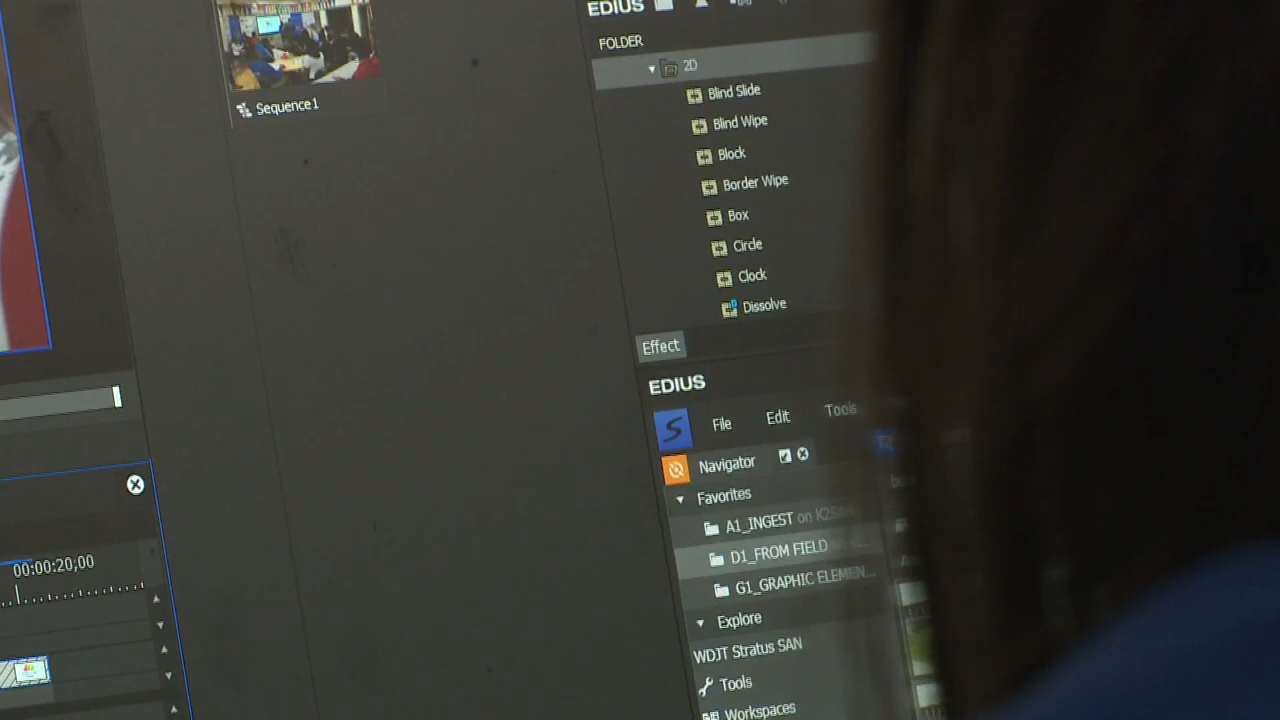 Sequence1
EDIUS
FOLDER
2D
Blind Slide
Blind Wipe
Block
Border Wipe
Box
Circle
Clock
Dissolve
Effect
EDIUS
File Edit Tools
Navigator
Favorites
A1_INGEST on
D1_FROM FIELD
G1_GRAPHIC ELEMEN...
Explore
WDJT Stratus SAN
Tools
Workspaces
00:00:20;00